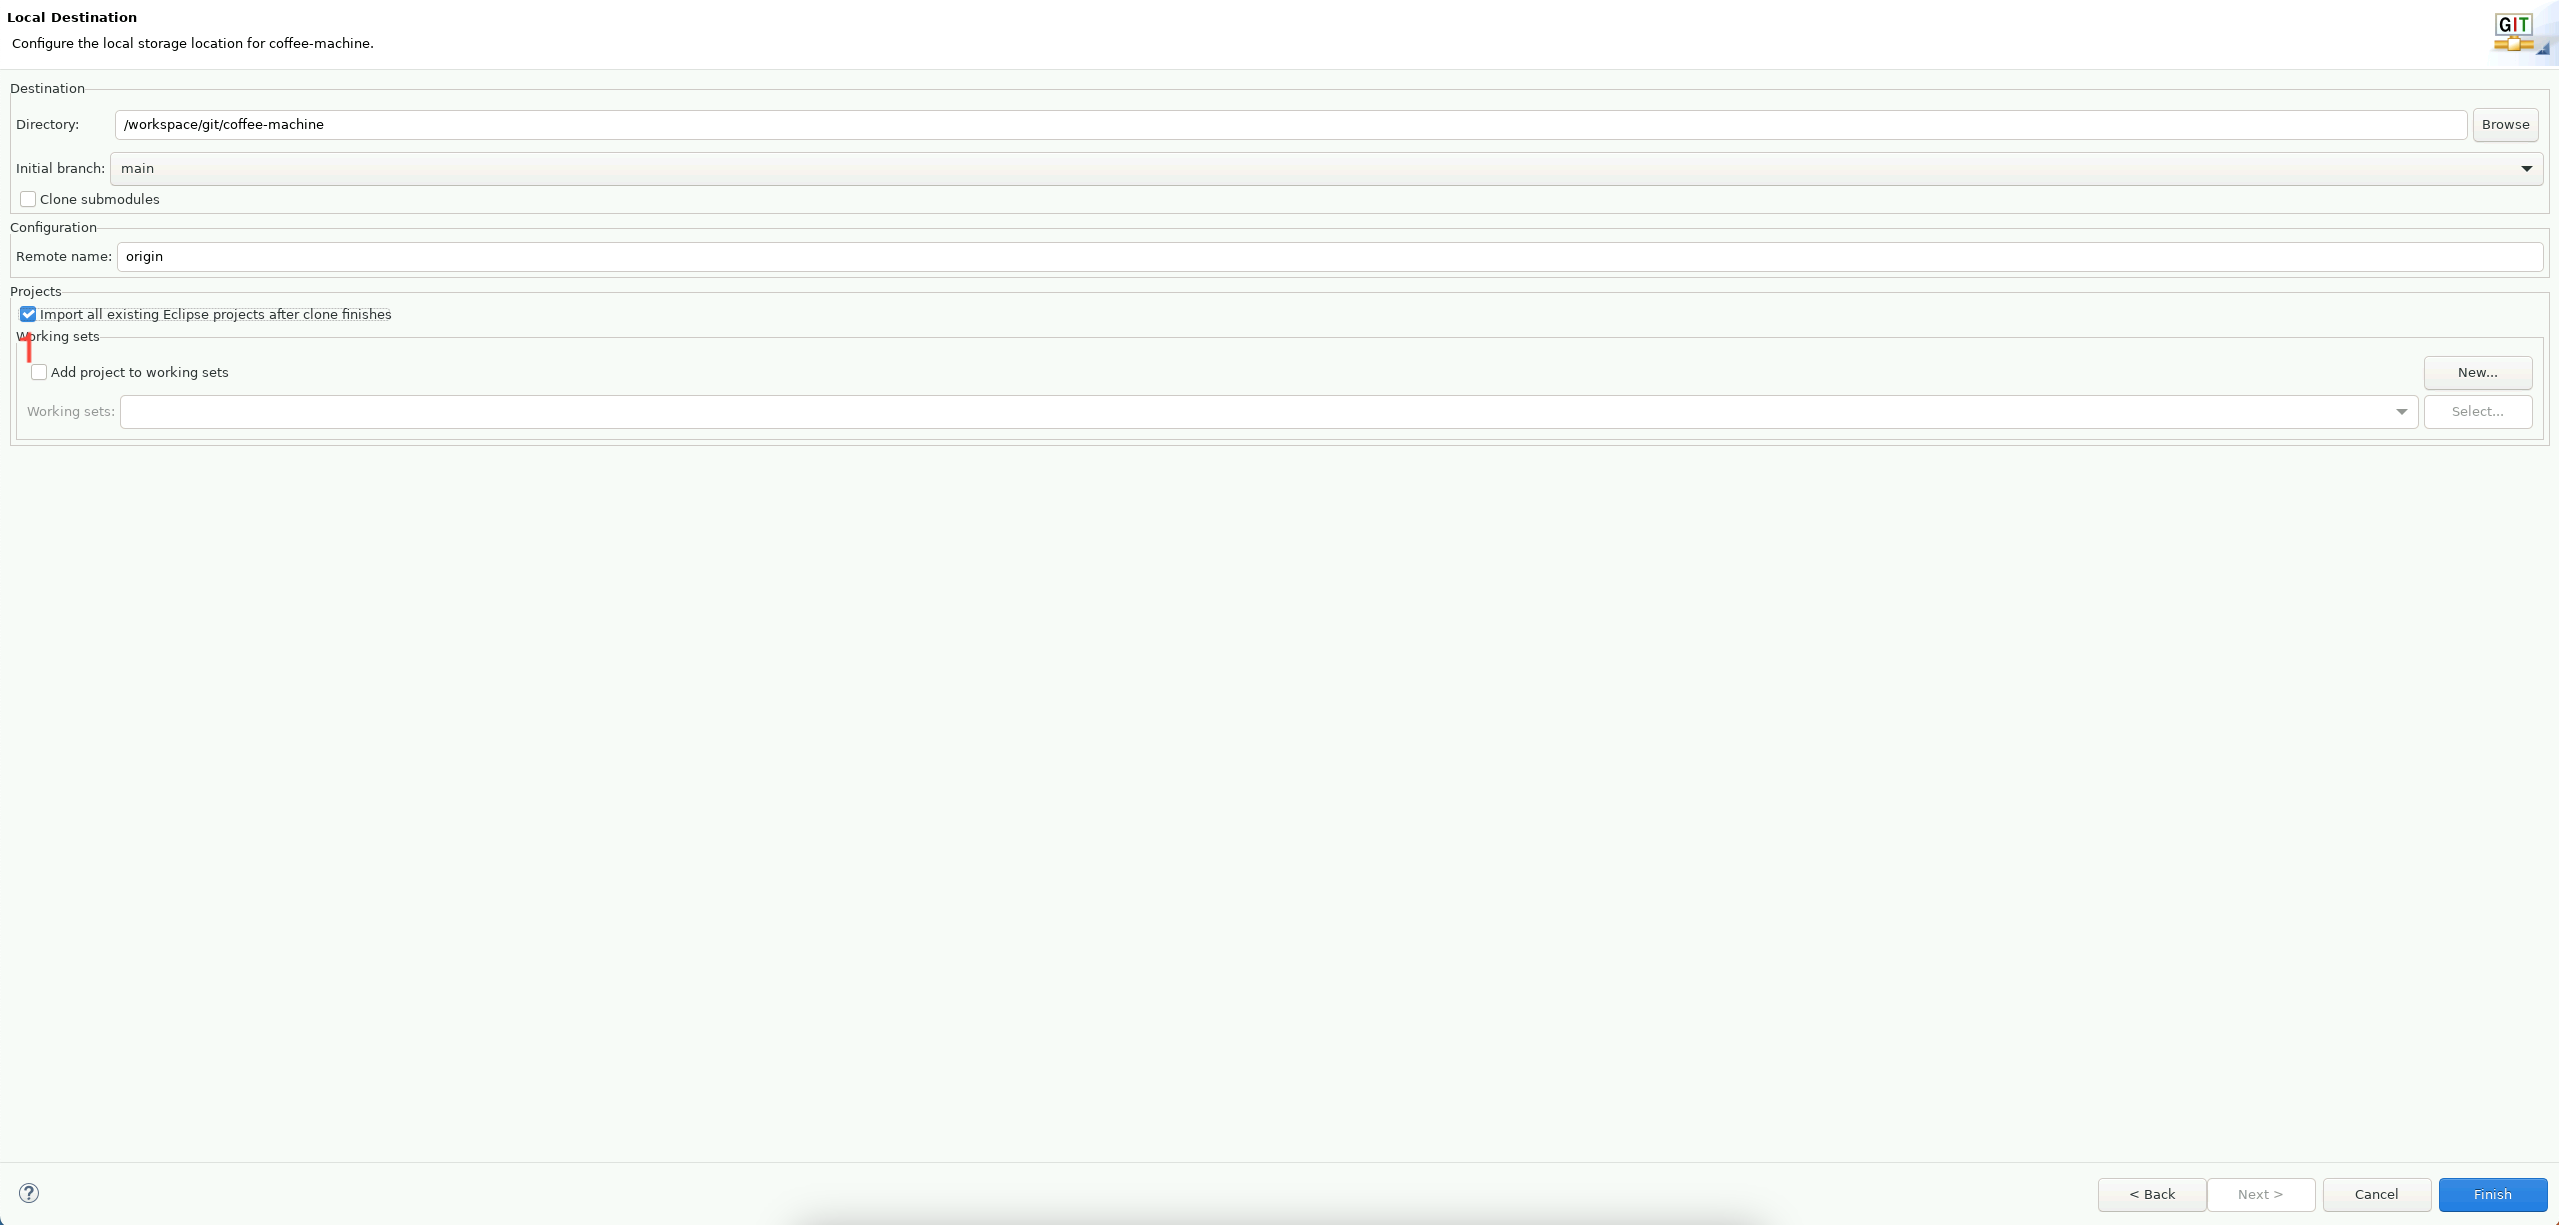 Local Destination
Configure the local storage location for coffee-machine.
GIT
Destination
Directory: /workspace/git/coffee-machine Browse
Initial branch: main
Clone submodules
Configuration
Remote name: origin
Projects
Import all existing Eclipse projects after clone finishes
Working sets
1
Add project to working sets New...
Working sets: Select...
? < Back Next > Cancel Finish